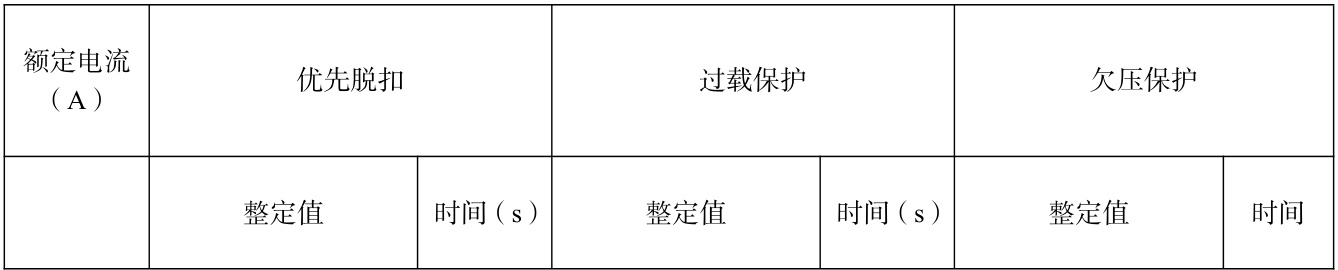 额定电流
（A）
优先脱扣
过载保护
欠压保护
整定值
时间（s）
整定值
时间（s）
整定值
时间